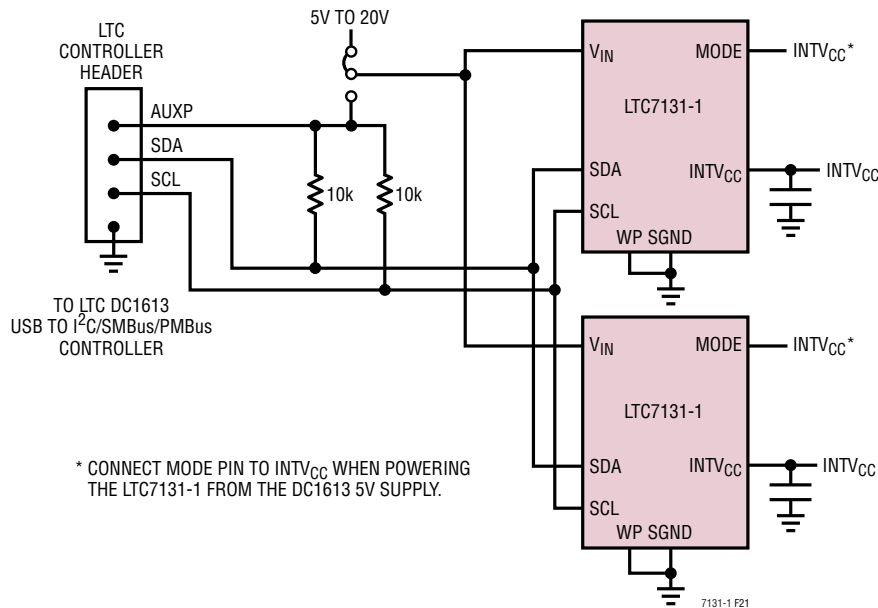 LTC
CONTROLLER
HEADER
5V TO 20V
AUXP
SDA
SCL
10k
10k
TO LTC DC1613
USB TO I2C/SMBus/PMBus
CONTROLLER
VIN
MODE
INTVCC*
LTC7131-1
SDA
INTVCC
INTVCC
SCL
WP SGND
VIN
MODE
INTVCC*
LTC7131-1
SDA
INTVCC
INTVCC
SCL
WP SGND
* CONNECT MODE PIN TO INTVCC WHEN POWERING
THE LTC7131-1 FROM THE DC1613 5V SUPPLY.
7131-1 F21